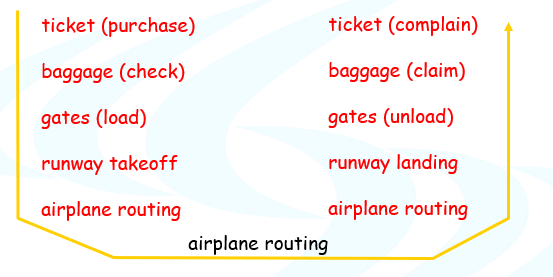 ticket (purchase)
baggage (check)
gates (load)
runway takeoff
airplane routing
ticket (complain)
baggage (claim)
gates (unload)
runway landing
airplane routing
airplane routing